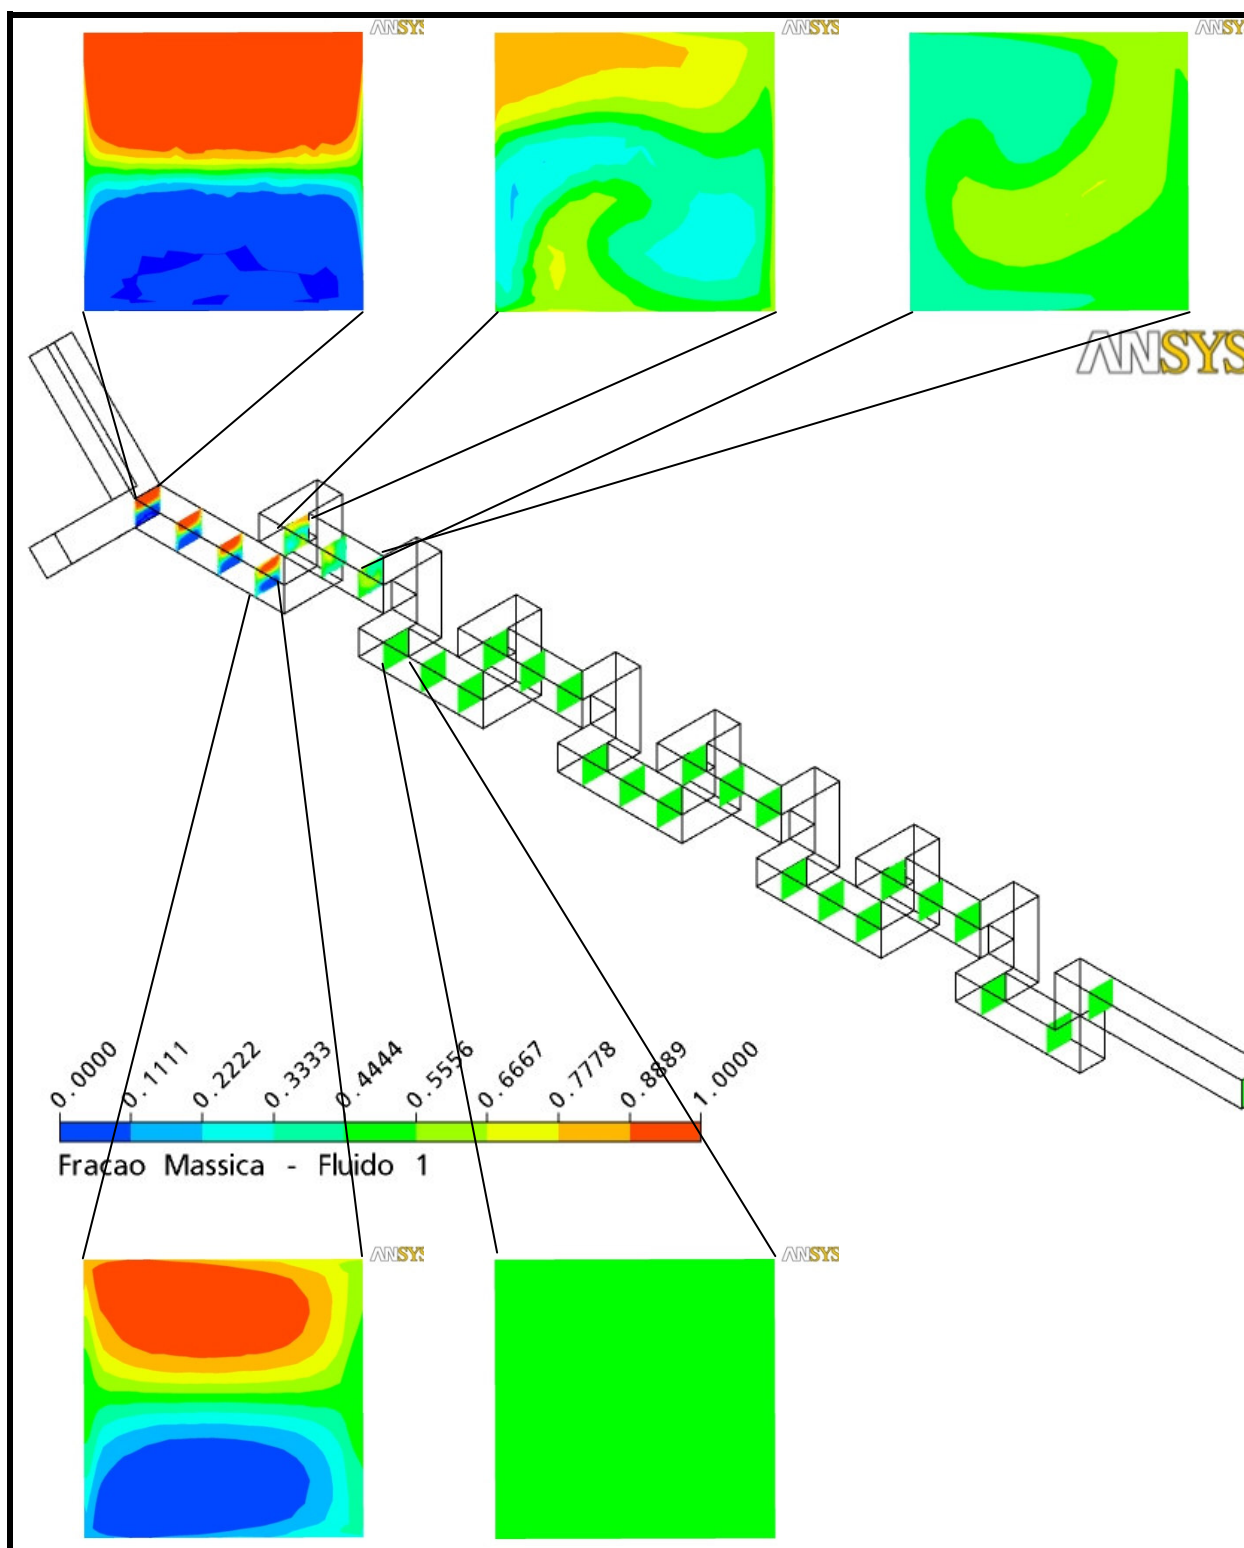 ANSYS
ANSYS
ANSY
ANSYS
0.0000 0.1111 0.2222 0.3333 0.4444 0.5556 0.6667 0.7778 0.8889 1.0000
Fracao Massica - Fluido 1
ANSYS
ANSYS